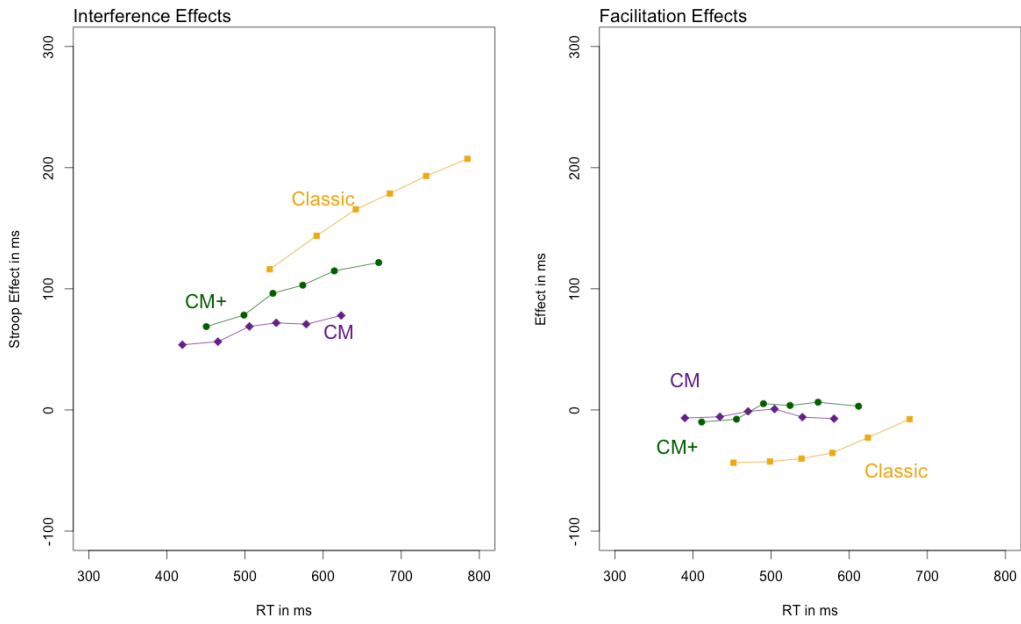 Interference Effects
Stroop Effect in ms
300
200
100
0
-100
Classic
CM+
CM
300 400 500 600 700 800
RT in ms
Facilitation Effects
Effect in ms
300
200
100
0
-100
CM
CM+
Classic
300 400 500 600 700 800
RT in ms